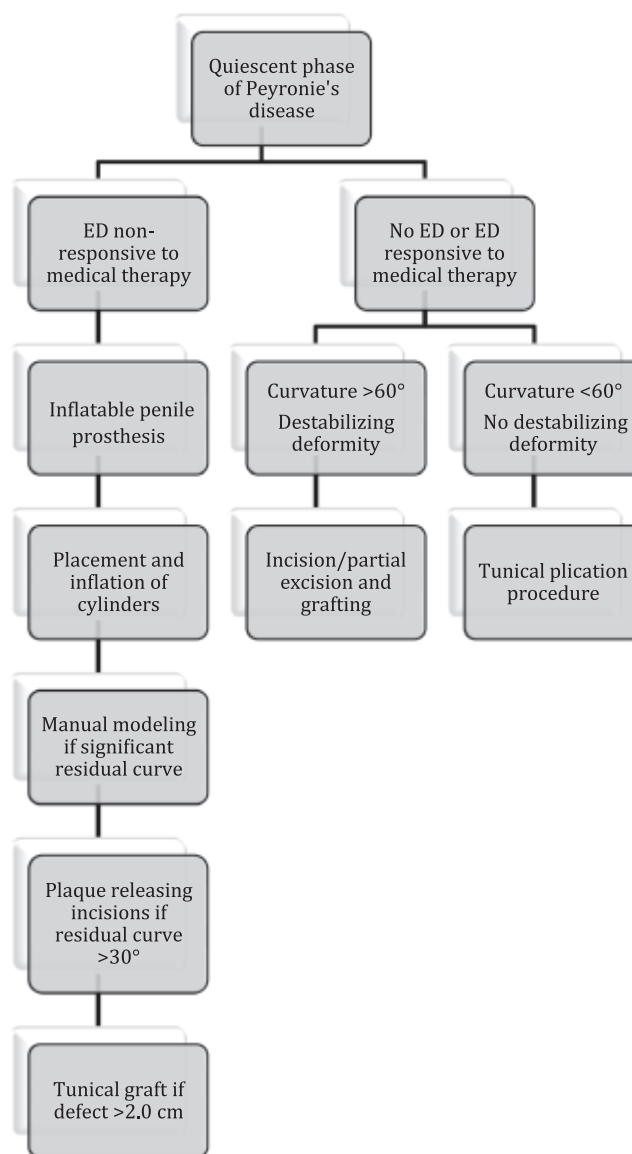 Quiescent phase
of Peyronie's
disease
ED non-
responsive to
medical therapy
No ED or ED
responsive to
medical therapy
Inflatable penile
prosthesis
Curvature >60°
Destabilizing
deformity
Curvature <60°
No destabilizing
deformity
Placement and
inflation of
cylinders
Incision/partial
excision and
grafting
Tunical plication
procedure
Manual modeling
if significant
residual curve
Plaque releasing
incisions if
residual curve
>30°
Tunical graft if
defect >2.0 cm